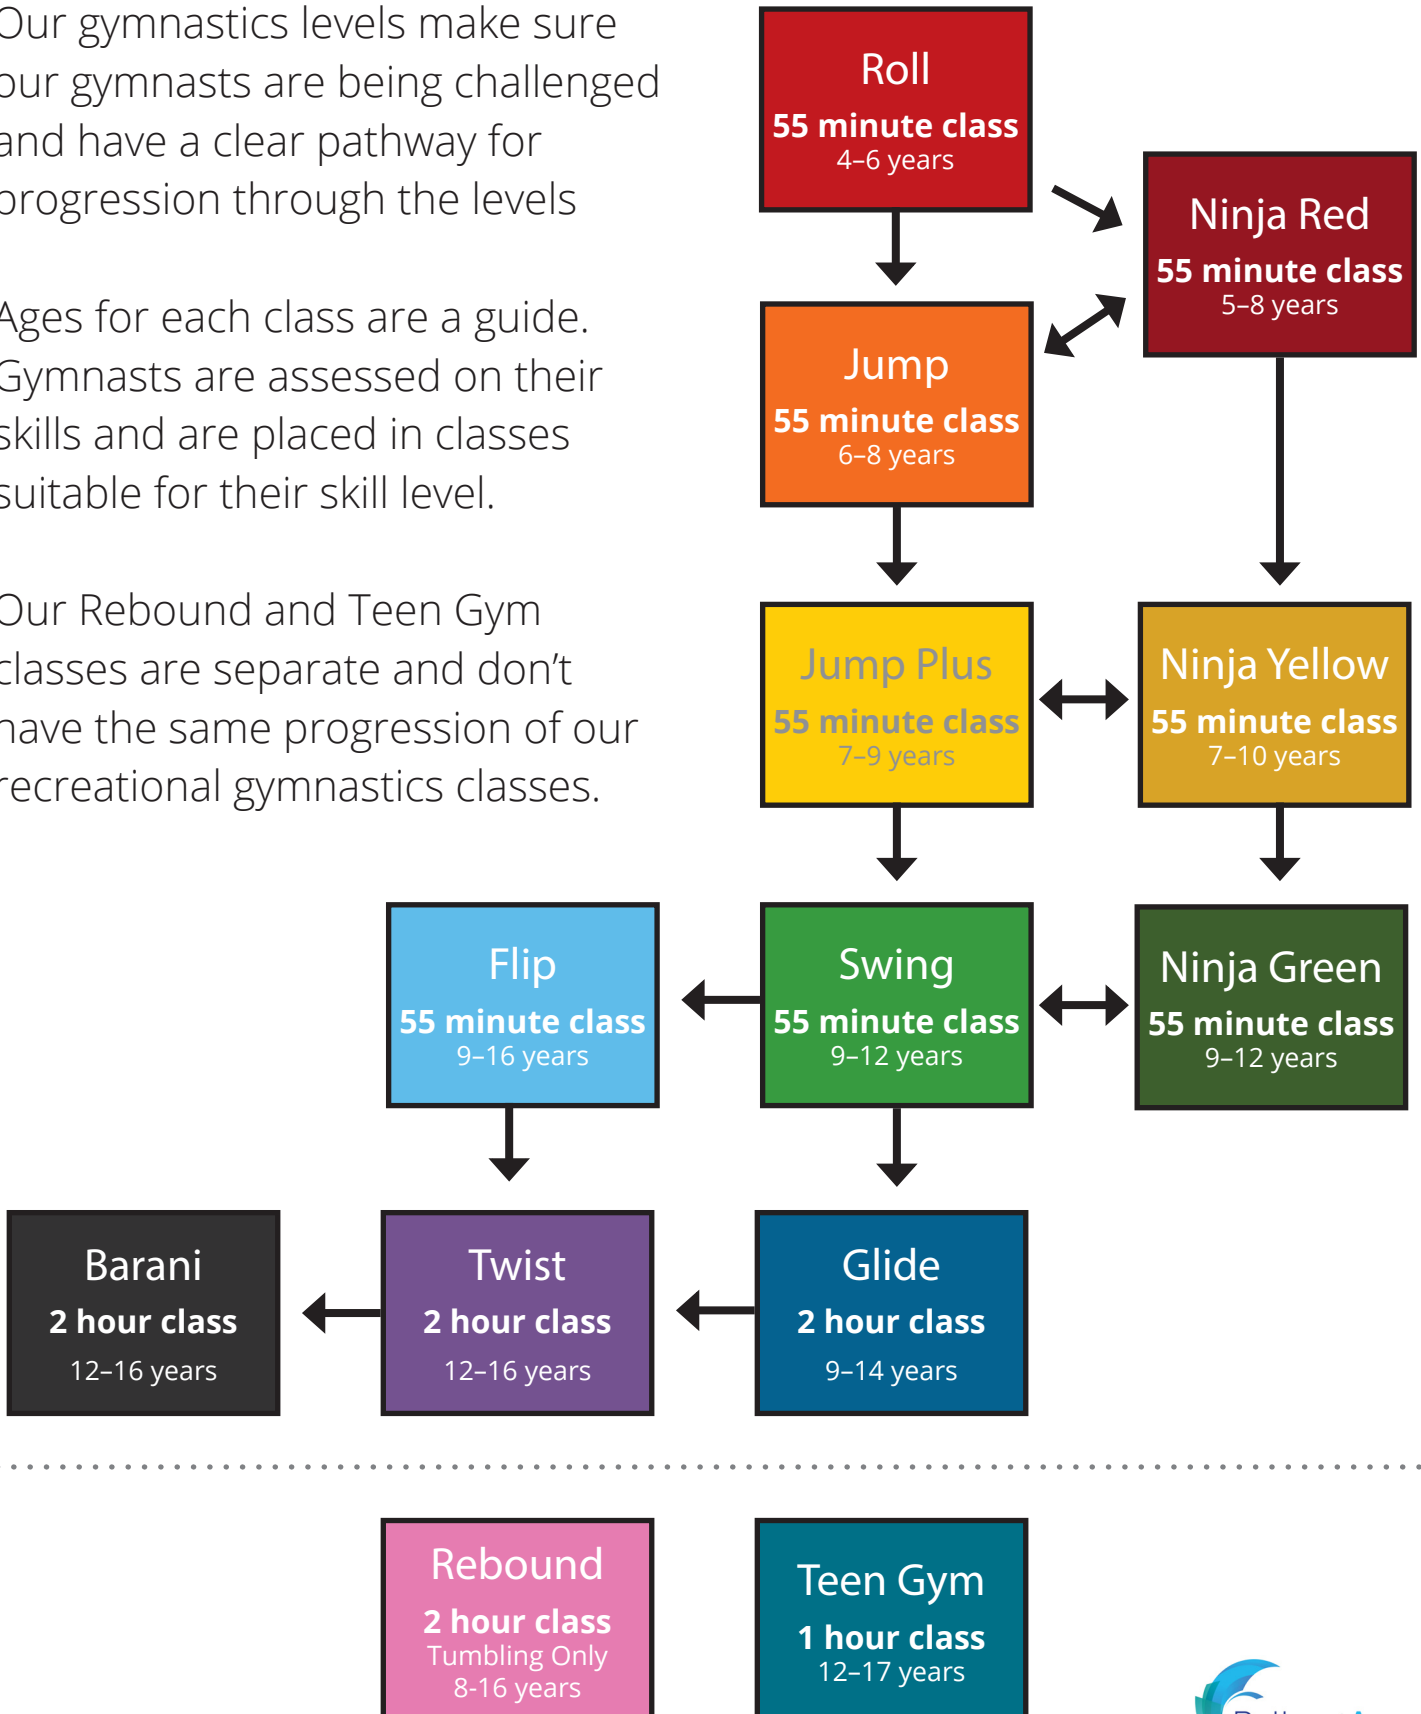 Our gymnastics levels make sure
our gymnasts are being challenged
and have a clear pathway for
progression through the levels
Ages for each class are a guide.
Gymnasts are assessed on their
skills and are placed in classes
suitable for their skill level.
Our Rebound and Teen Gym
classes are separate and don’t
have the same progression of our
recreational gymnastics classes.
Roll
55 minute class
4–6 years
Ninja Red
55 minute class
5–8 years
Jump
55 minute class
6–8 years
Jump Plus
55 minute class
7–9 years
Ninja Yellow
55 minute class
7–10 years
Flip
55 minute class
9–16 years
Swing
55 minute class
9–12 years
Ninja Green
55 minute class
9–12 years
Barani
2 hour class
12–16 years
Twist
2 hour class
12–16 years
Glide
2 hour class
9–14 years
Rebound
2 hour class
Tumbling Only
8-16 years
Teen Gym
1 hour class
12–17 years